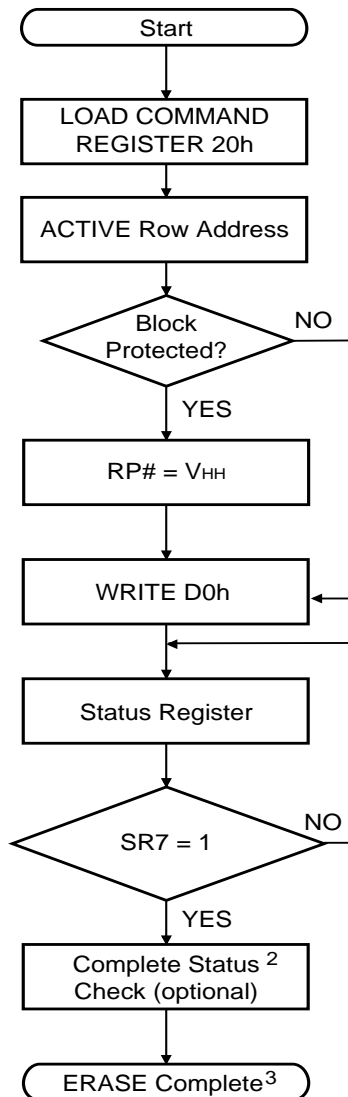 Start
LOAD COMMAND
REGISTER 20h
ACTIVE Row Address
Block
Protected?
NO
YES
RP# = VHH
WRITE D0h
Status Register
SR7 = 1
NO
YES
Complete Status 2
Check (optional)
ERASE Complete3